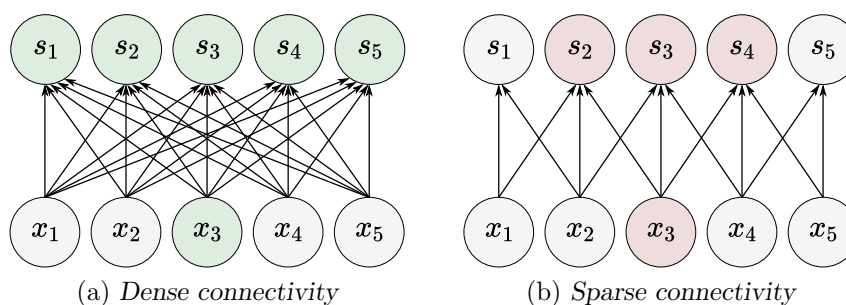 s₁ s₂ s₃ s₄ s₅ s₁ s₂ s₃ s₄ s₅
x₁ x₂ x₃ x₄ x₅ x₁ x₂ x₃ x₄ x₅
(a) Dense connectivity (b) Sparse connectivity